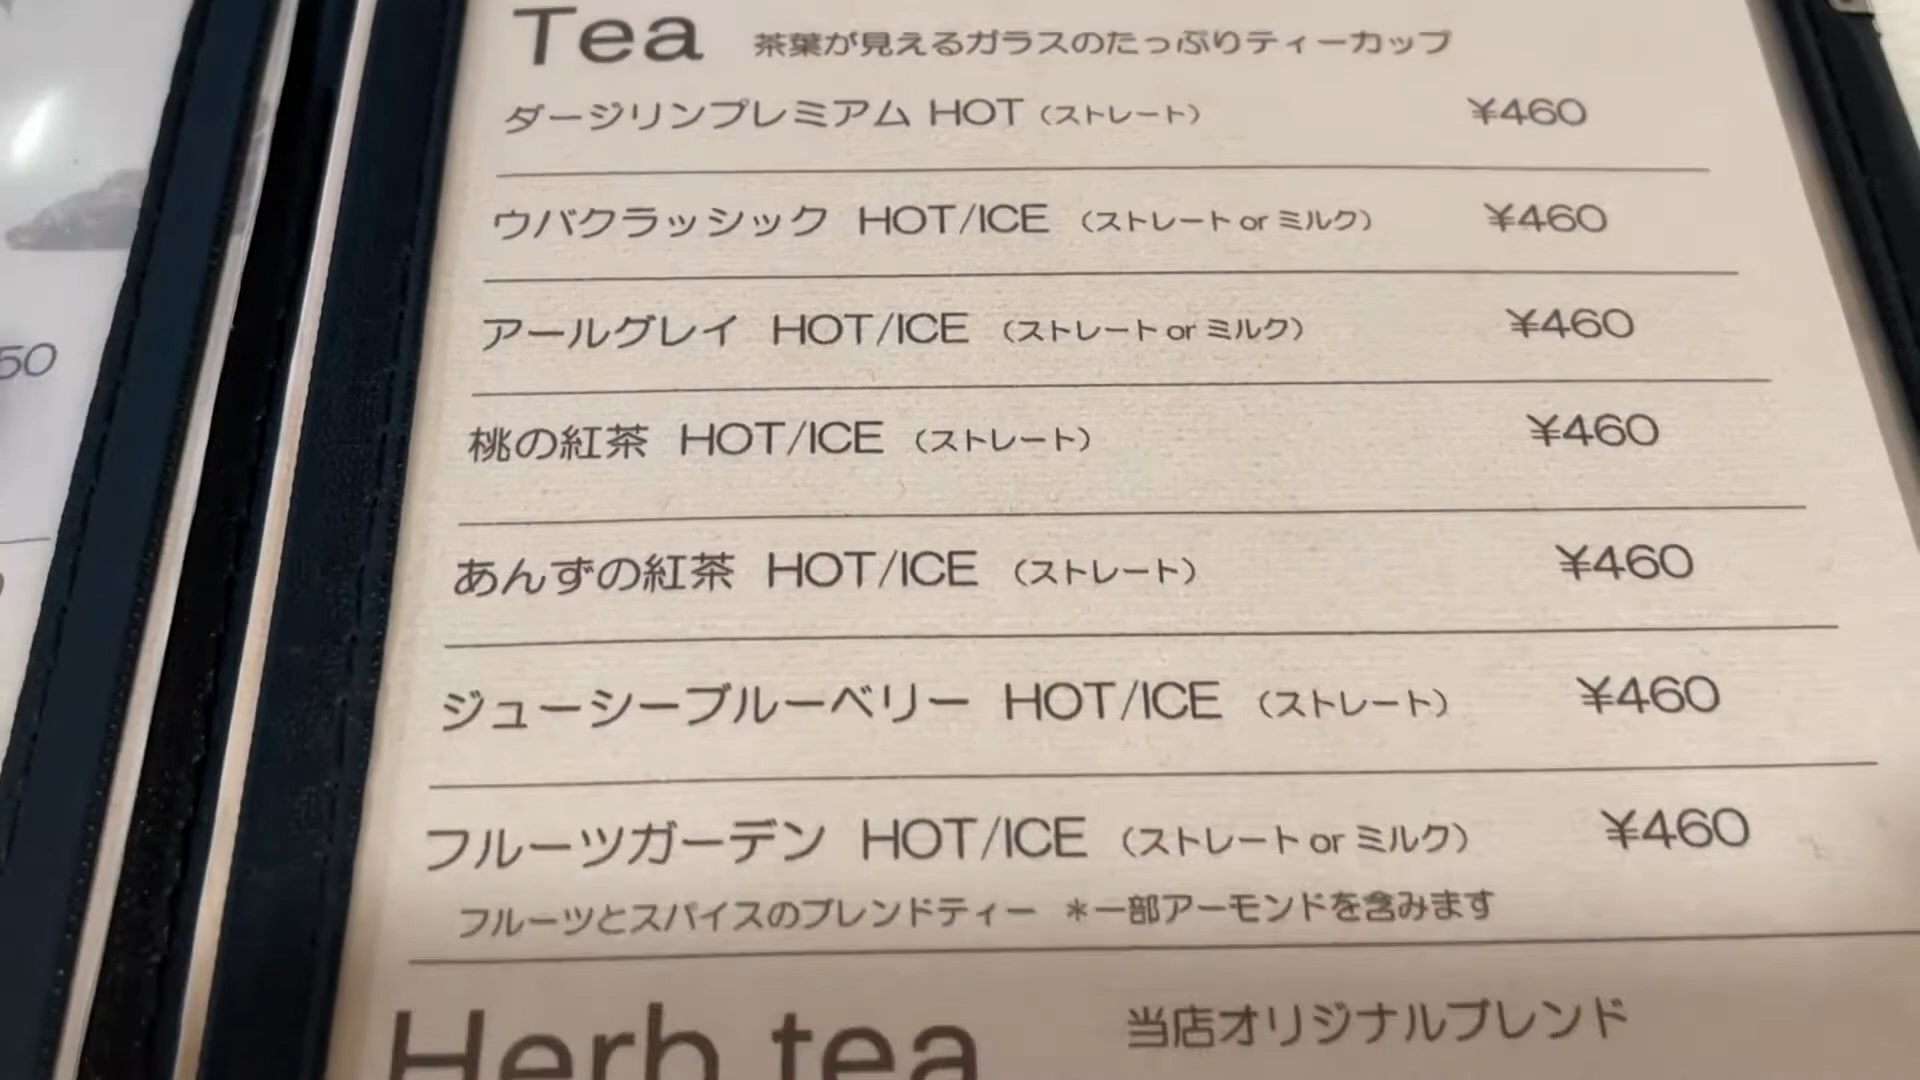 Tea 茶葉が見えるガラスのたっぷりティーカップ
ダージリンプレミアム HOT（ストレート） ¥460
ウバクラッシック HOT/ICE （ストレート or ミルク） ¥460
アールグレイ HOT/ICE （ストレート or ミルク） ¥460
桃の紅茶 HOT/ICE （ストレート） ¥460
あんずの紅茶 HOT/ICE （ストレート） ¥460
ジューシーブルーベリー HOT/ICE （ストレート） ¥460
フルーツガーデン HOT/ICE （ストレート or ミルク） ¥460
フルーツとスパイスのブレンドティー ＊一部アーモンドを含みます
Herb tea 当店オリジナルブレンド